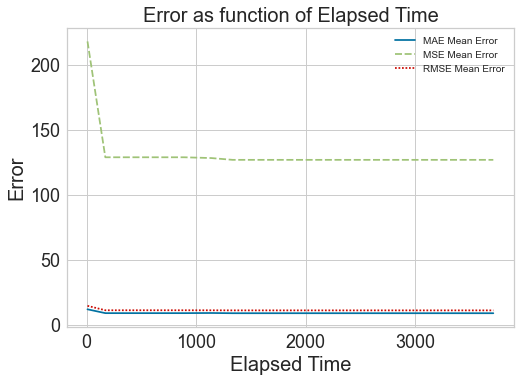 Error as function of Elapsed Time
MAE Mean Error
MSE Mean Error
RMSE Mean Error
200
150
100
50
0
Error
0 1000 2000 3000
Elapsed Time